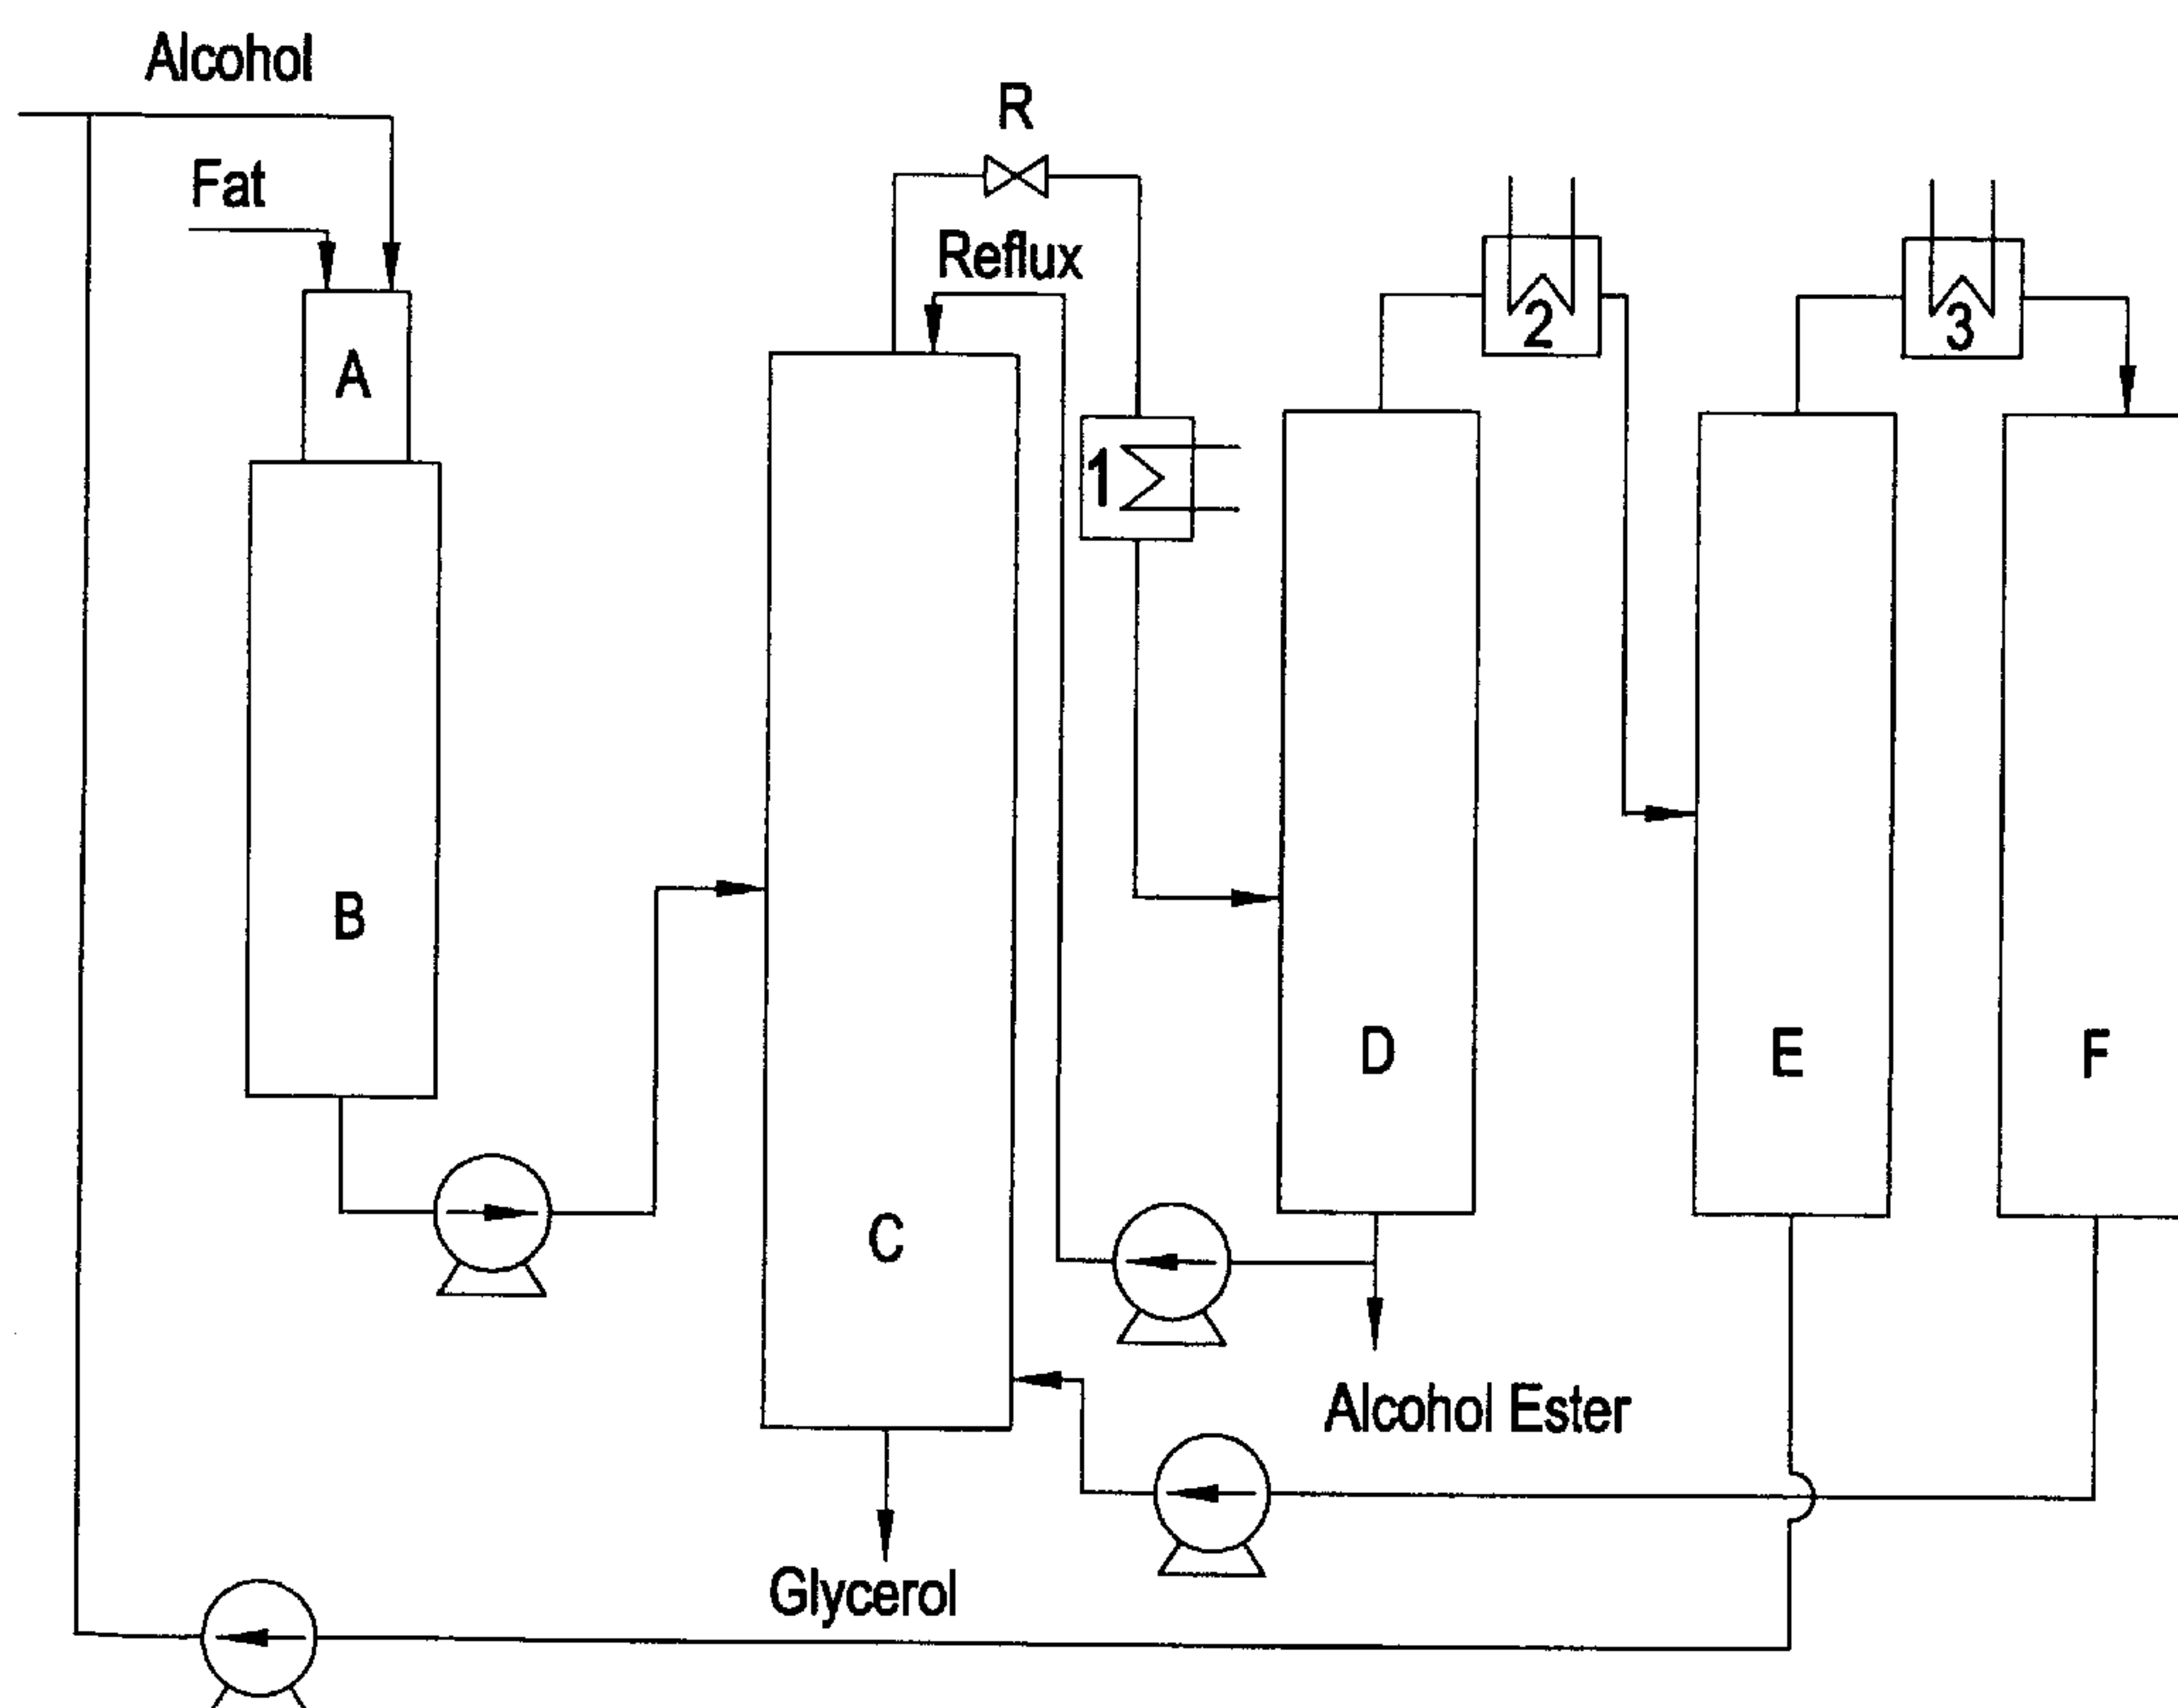 Alcohol
Fat
R
Reflux
A
1
2
3
B
C
D
E
F
Alcohol Ester
Glycerol